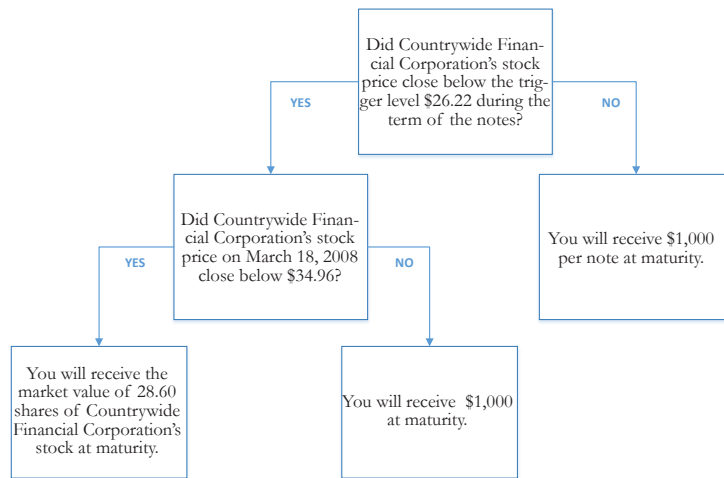 Did Countrywide Finan-
cial Corporation's stock
price close below the trig-
ger level $26.22 during the
term of the notes?
YES
NO
Did Countrywide Finan-
cial Corporation's stock
price on March 18, 2008
close below $34.96?
You will receive $1,000
per note at maturity.
YES
NO
You will receive the
market value of 28.60
shares of Countrywide
Financial Corporation's
stock at maturity.
You will receive $1,000
at maturity.